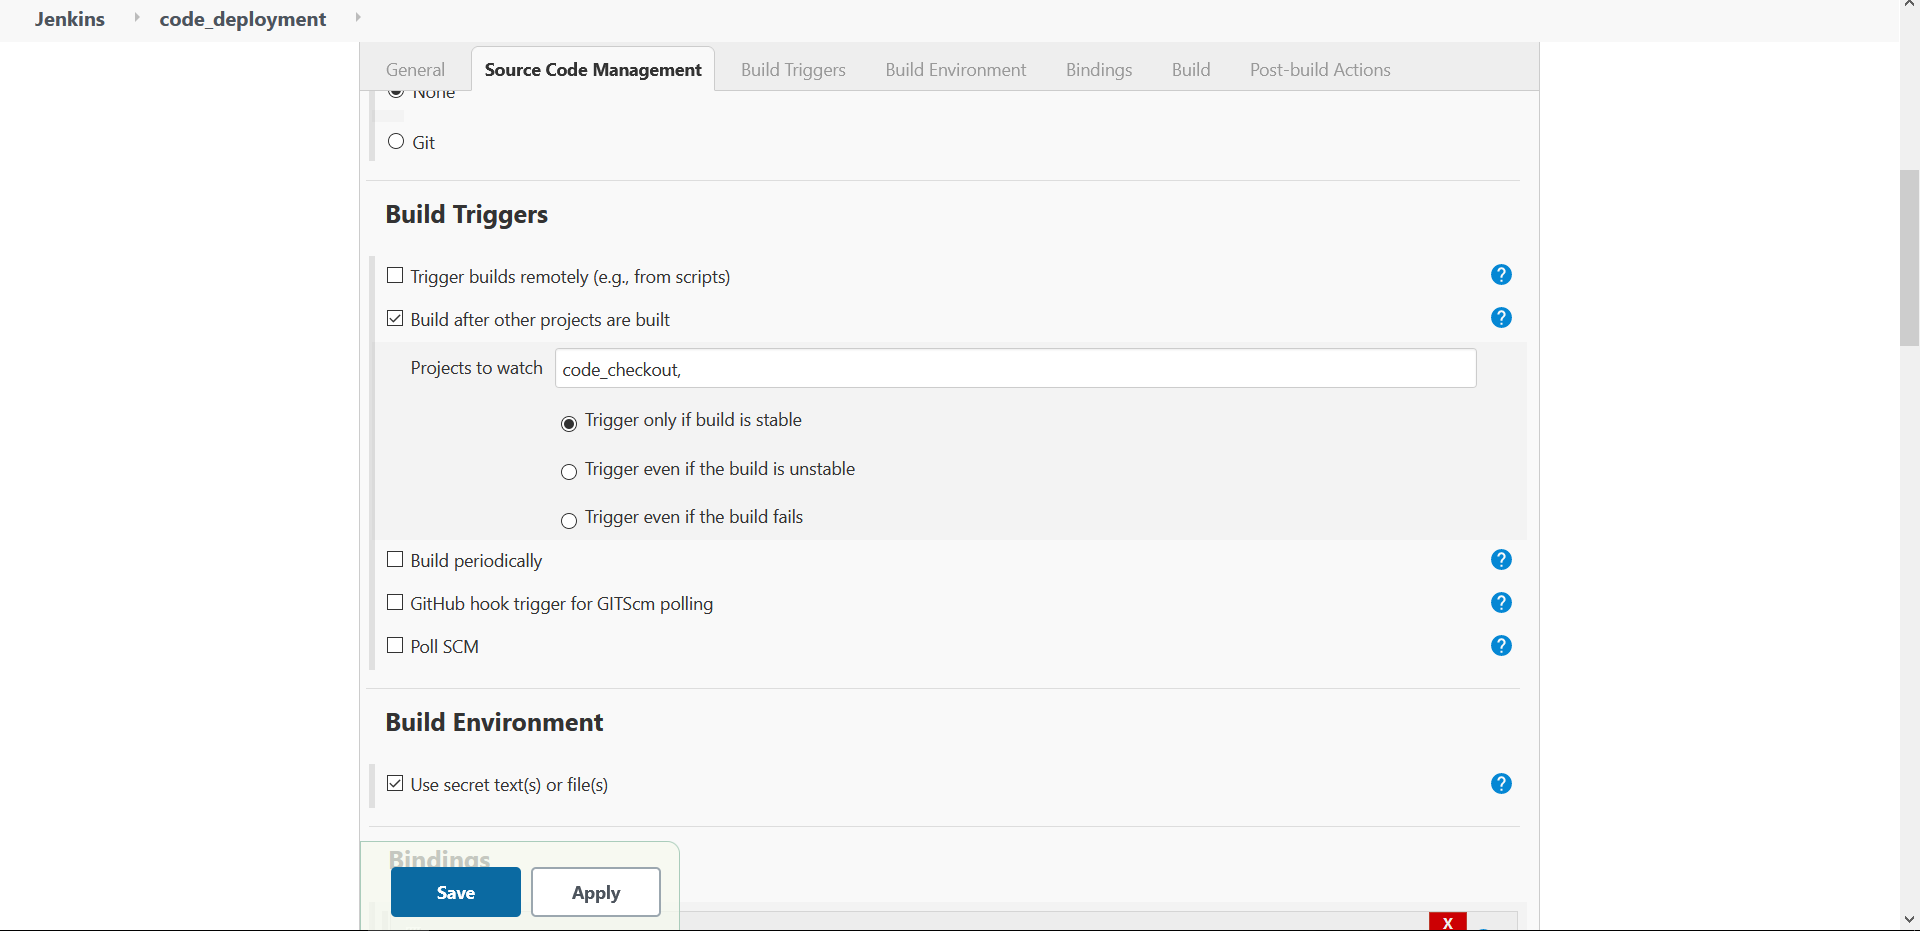 Jenkins code_deployment
General Source Code Management Build Triggers Build Environment Bindings Build Post-build Actions
None
Git
Build Triggers
Trigger builds remotely (e.g., from scripts) ?
Build after other projects are built ?
Projects to watch code_checkout,
Trigger only if build is stable
Trigger even if the build is unstable
Trigger even if the build fails
Build periodically ?
GitHub hook trigger for GITScm polling ?
Poll SCM ?
Build Environment
Use secret text(s) or file(s) ?
Bindings
Save Apply
X